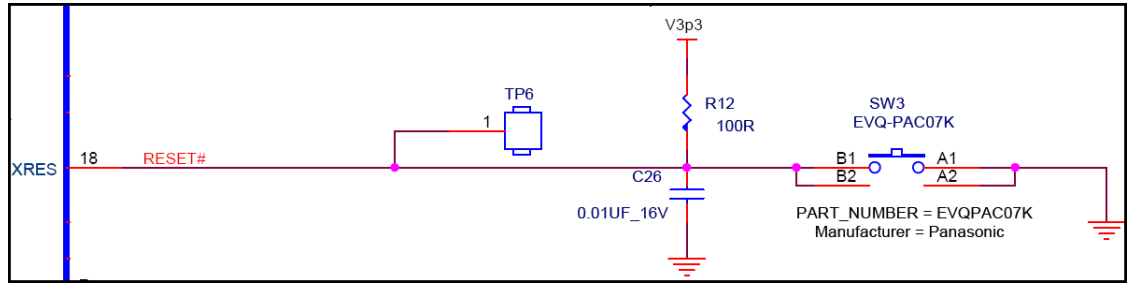 V3p3
TP6
1
R12
100R
SW3
EVQ-PAC07K
XRES
18
RESET#
B1
A1
B2
A2
C26
0.01UF_16V
PART_NUMBER = EVQPAC07K
Manufacturer = Panasonic